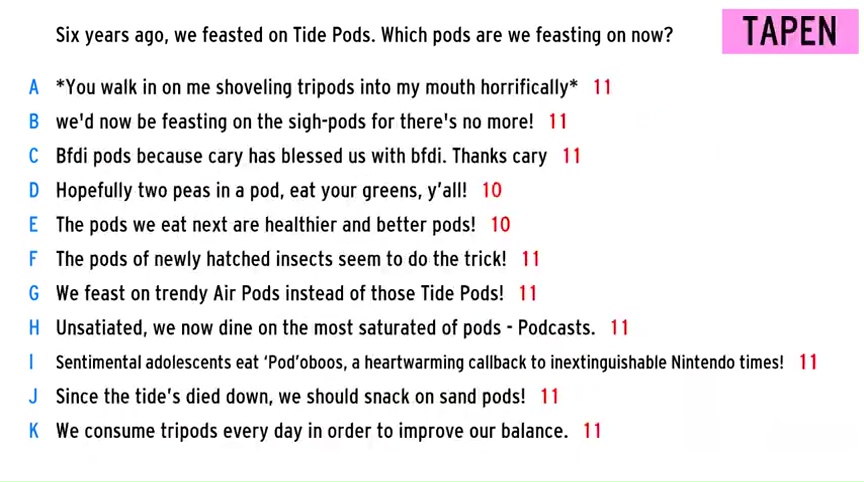 Six years ago, we feasted on Tide Pods. Which pods are we feasting on now?
TAPEN
A *You walk in on me shoveling tripods into my mouth horrifically* 11
B we'd now be feasting on the sigh-pods for there's no more! 11
C Bfdi pods because cary has blessed us with bfdi. Thanks cary 11
D Hopefully two peas in a pod, eat your greens, y'all! 10
E The pods we eat next are healthier and better pods! 10
F The pods of newly hatched insects seem to do the trick! 11
G We feast on trendy Air Pods instead of those Tide Pods! 11
H Unsatiated, we now dine on the most saturated of pods - Podcasts. 11
I Sentimental adolescents eat ‘Pod’oboos, a heartwarming callback to inextinguishable Nintendo times! 11
J Since the tide's died down, we should snack on sand pods! 11
K We consume tripods every day in order to improve our balance. 11